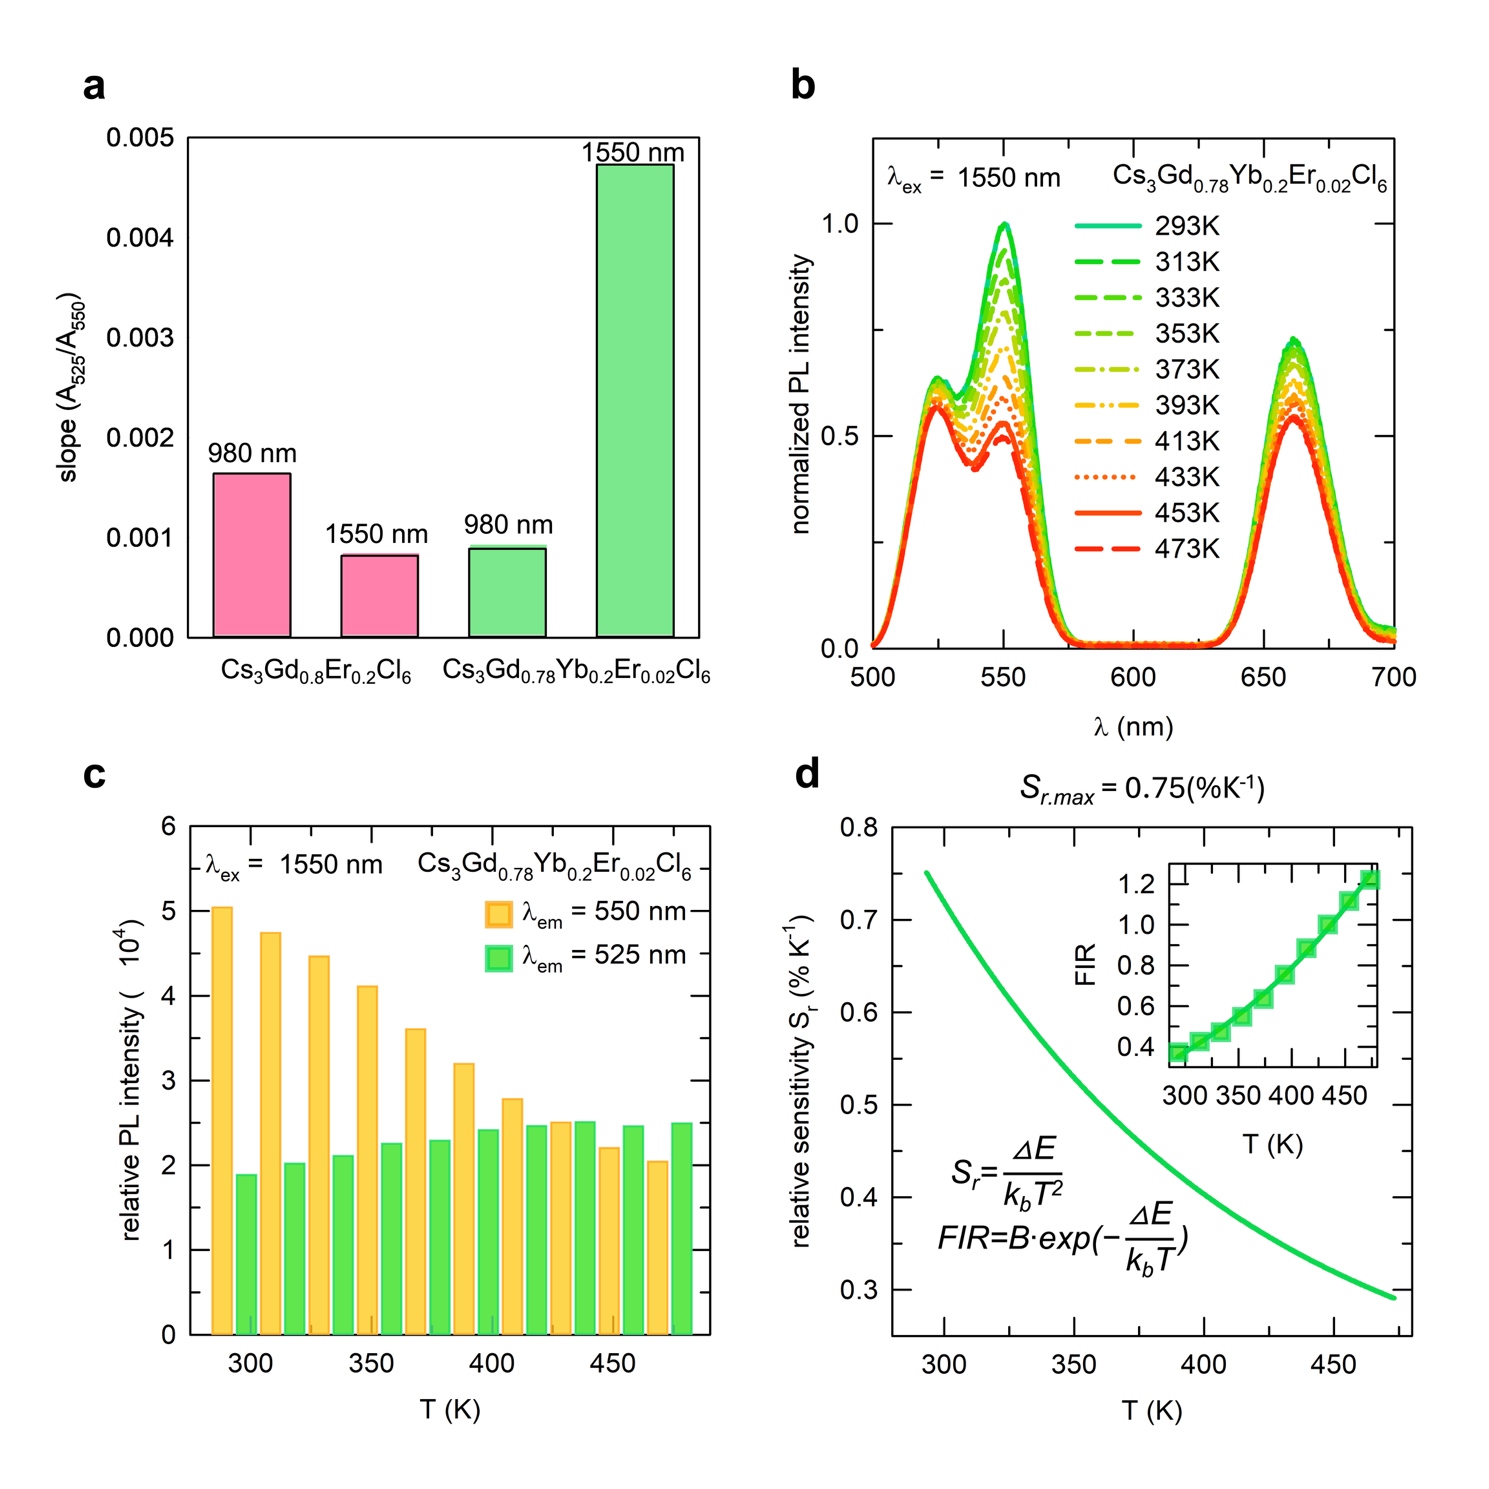 a
0.005
0.004
0.003
0.002
0.001
0.000
slope (A525/A550)
980 nm
1550 nm
980 nm
1550 nm
Cs3Gd0.8Er0.2Cl6
Cs3Gd0.78Yb0.2Er0.02Cl6
b
λex = 1550 nm
Cs3Gd0.78Yb0.2Er0.02Cl6
293K
313K
333K
353K
373K
393K
413K
433K
453K
473K
1.0
0.5
0.0
normalized PL intensity
500 550 600 650 700
λ (nm)
c
6
5
4
3
2
1
0
relative PL intensity ( 10⁴)
λex = 1550 nm
Cs3Gd0.78Yb0.2Er0.02Cl6
λem = 550 nm
λem = 525 nm
300 350 400 450
T (K)
d
Sr.max = 0.75(%K⁻¹)
0.8
0.7
0.6
0.5
0.4
0.3
relative sensitivity Sr (% K⁻¹)
1.2
1.0
0.8
0.6
0.4
FIR
300 350 400 450
T (K)
Sr=ΔE/kbT²
FIR=B·exp(−ΔE/kbT)
300 350 400 450
T (K)